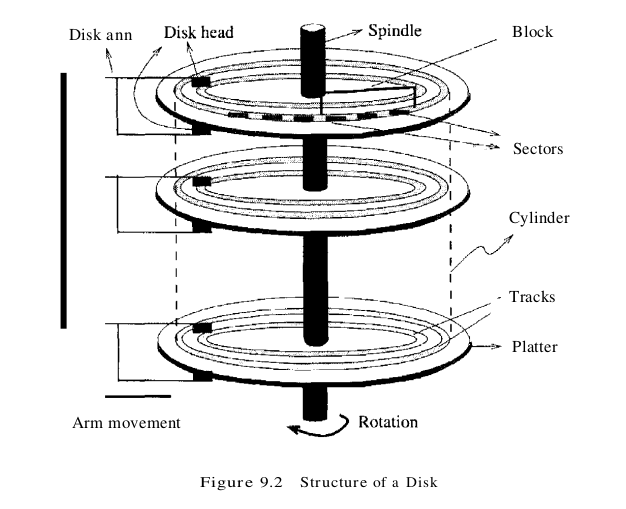 Disk ann
Disk head
Spindle
Block
Sectors
Cylinder
Tracks
Platter
Arm movement
Rotation
Figure 9.2 Structure of a Disk